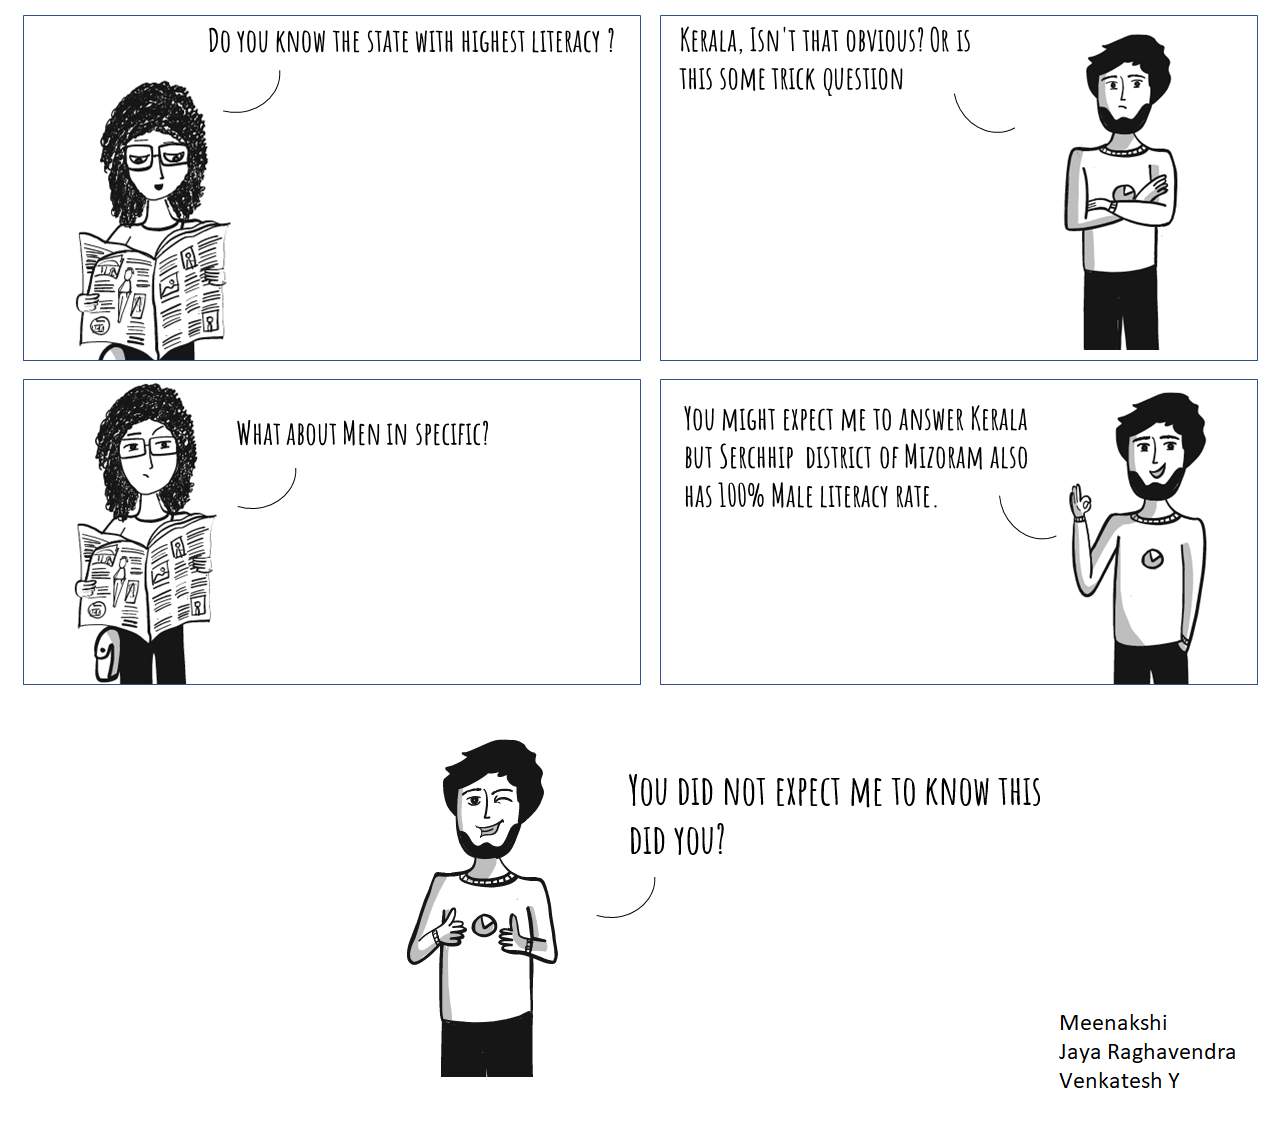 Do you know the state with highest literacy ?
Kerala, Isn't that obvious? Or is
this some trick question
What about Men in specific?
You might expect me to answer Kerala
but Serchhip district of Mizoram also
has 100% Male literacy rate.
You did not expect me to know this
did you?
Meenakshi
Jaya Raghavendra
Venkatesh Y